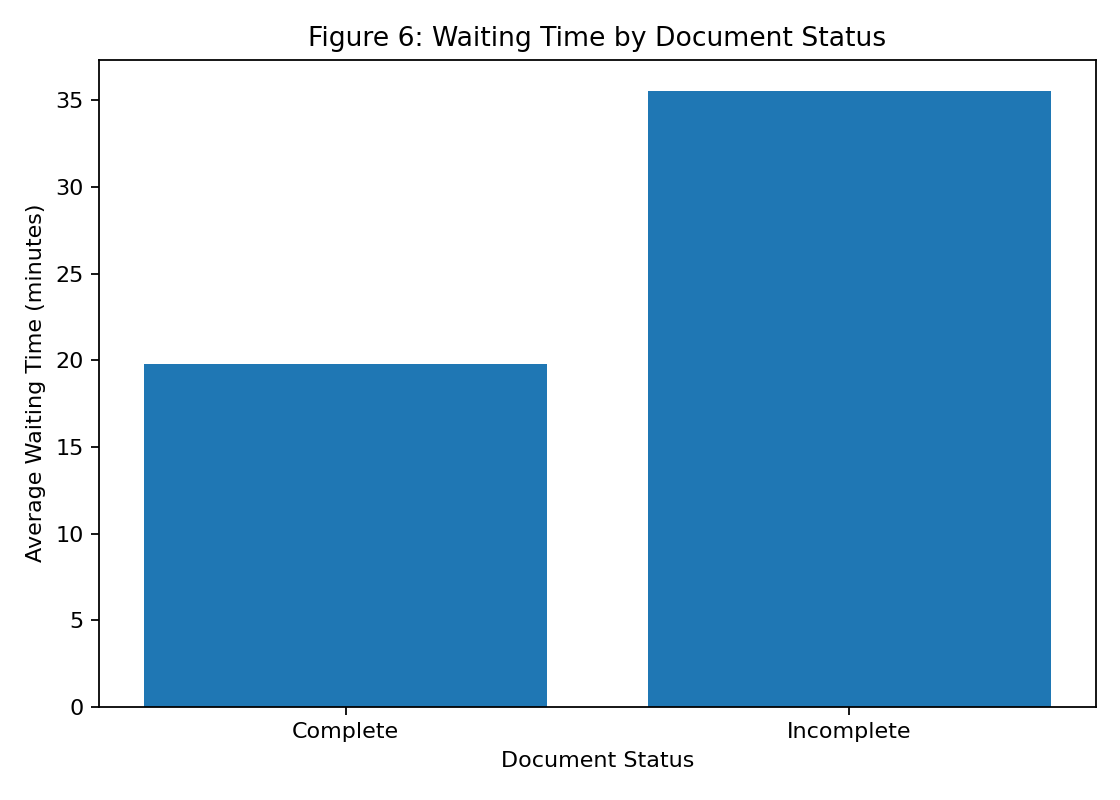 Figure 6: Waiting Time by Document Status
Average Waiting Time (minutes)
35
30
25
20
15
10
5
0
Complete Incomplete
Document Status